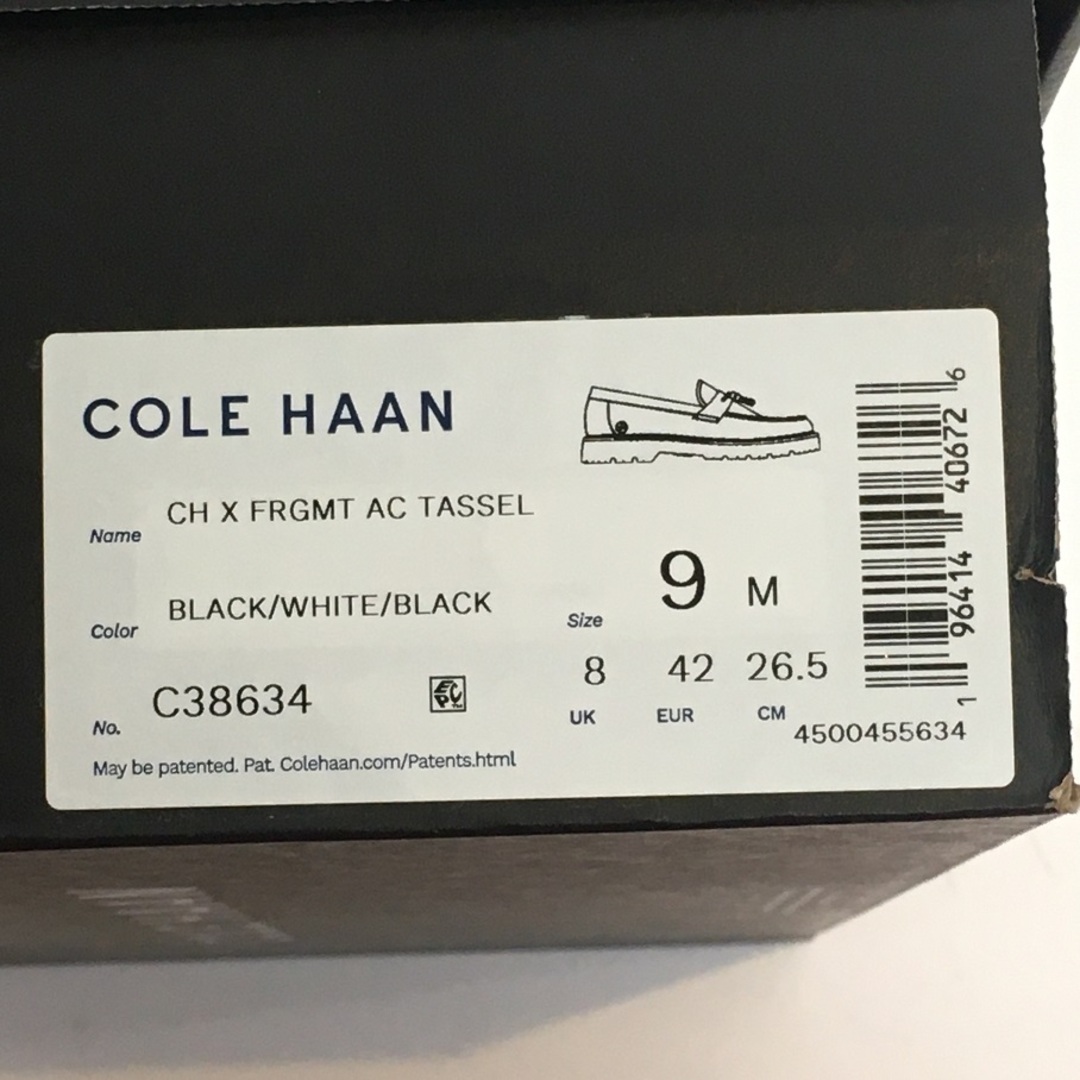 COLE HAAN
Name CH X FRGMT AC TASSEL
Color BLACK/WHITE/BLACK
No. C38634
EPC
May be patented. Pat. Colehaan.com/Patents.html
Size 9 M
8 42 26.5
UK EUR CM
4500455634
1 96414 40672 6